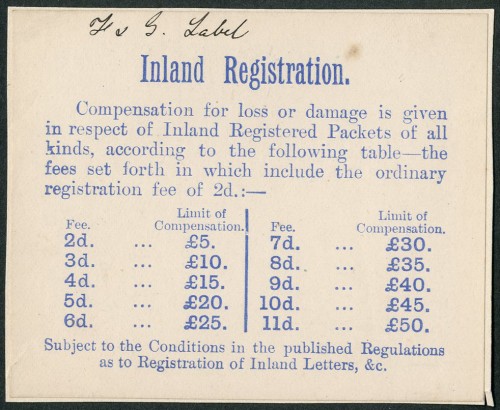 G. Label
Inland Registration.
Compensation for loss or damage is given
in respect of Inland Registered Packets of all
kinds, according to the following table—the
fees set forth in which include the ordinary
registration fee of 2d.:—
Fee. Limit of Compensation. Fee. Limit of Compensation.
2d. ... £5. 7d. ... £30.
3d. ... £10. 8d. ... £35.
4d. ... £15. 9d. ... £40.
5d. ... £20. 10d. ... £45.
6d. ... £25. 11d. ... £50.
Subject to the Conditions in the published Regulations
as to Registration of Inland Letters, &c.